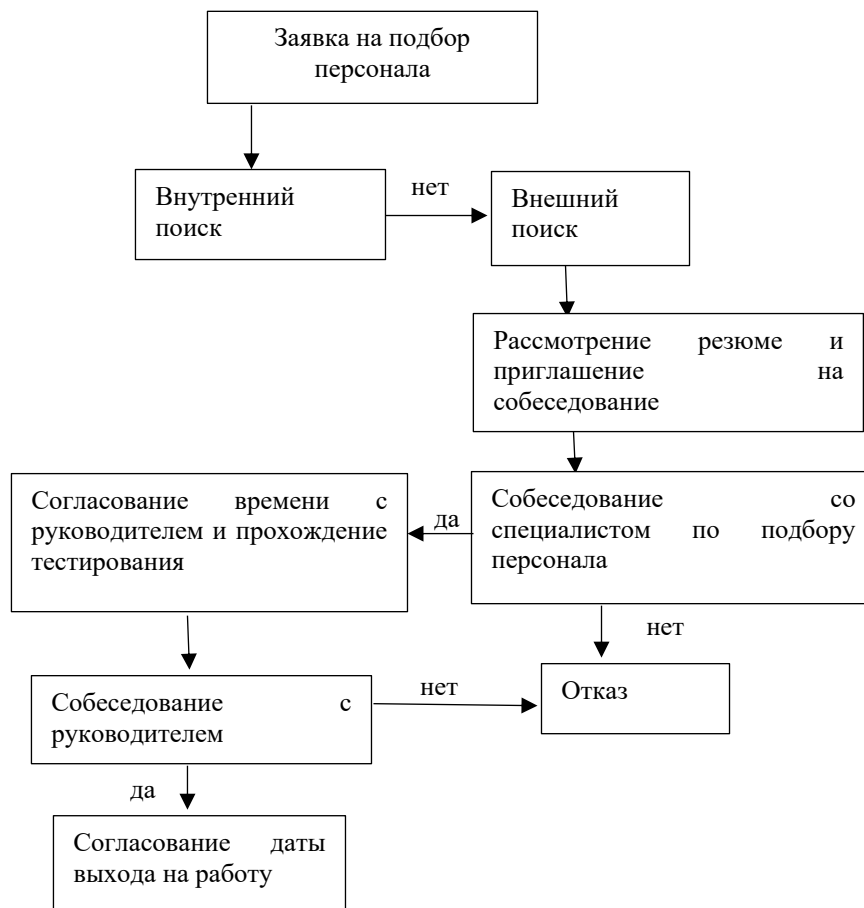 Заявка на подбор
персонала
Внутренний
поиск
нет
Внешний
поиск
Рассмотрение резюме и
приглашение на
собеседование
Согласование времени с
руководителем и прохождение
тестирования
да
Собеседование со
специалистом по подбору
персонала
нет
Собеседование с
руководителем
нет
Отказ
да
Согласование даты
выхода на работу